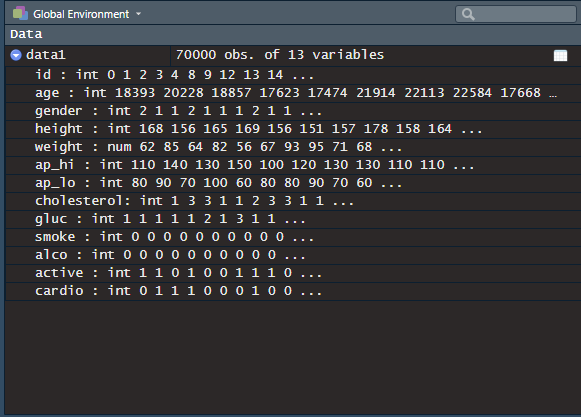 Global Environment
Data
data1 70000 obs. of 13 variables
id : int 0 1 2 3 4 8 9 12 13 14 ...
age : int 18393 20228 18857 17623 17474 21914 22113 22584 17668 …
gender : int 2 1 1 2 1 1 1 2 1 1 ...
height : int 168 156 165 169 156 151 157 178 158 164 ...
weight : num 62 85 64 82 56 67 93 95 71 68 ...
ap_hi : int 110 140 130 150 100 120 130 130 110 110 ...
ap_lo : int 80 90 70 100 60 80 80 90 70 60 ...
cholesterol: int 1 3 3 1 1 2 3 3 1 1 ...
gluc : int 1 1 1 1 1 2 1 3 1 1 ...
smoke : int 0 0 0 0 0 0 0 0 0 0 ...
alco : int 0 0 0 0 0 0 0 0 0 0 ...
active : int 1 1 0 1 0 0 1 1 1 0 ...
cardio : int 0 1 1 1 0 0 0 1 0 0 ...